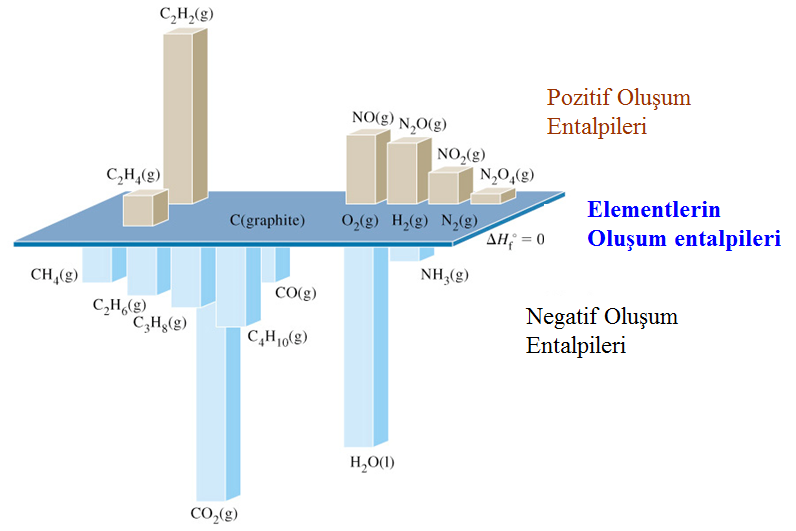 C₂H₂(g)
Pozitif Oluşum
Entalpileri
NO(g)
N₂O(g)
NO₂(g)
C₂H₄(g)
N₂O₄(g)
Elementlerin
Oluşum entalpileri
C(graphite)
O₂(g)
H₂(g)
N₂(g)
ΔH°f = 0
CH₄(g)
C₂H₆(g)
C₃H₈(g)
C₄H₁₀(g)
CO(g)
NH₃(g)
Negatif Oluşum
Entalpileri
H₂O(l)
CO₂(g)